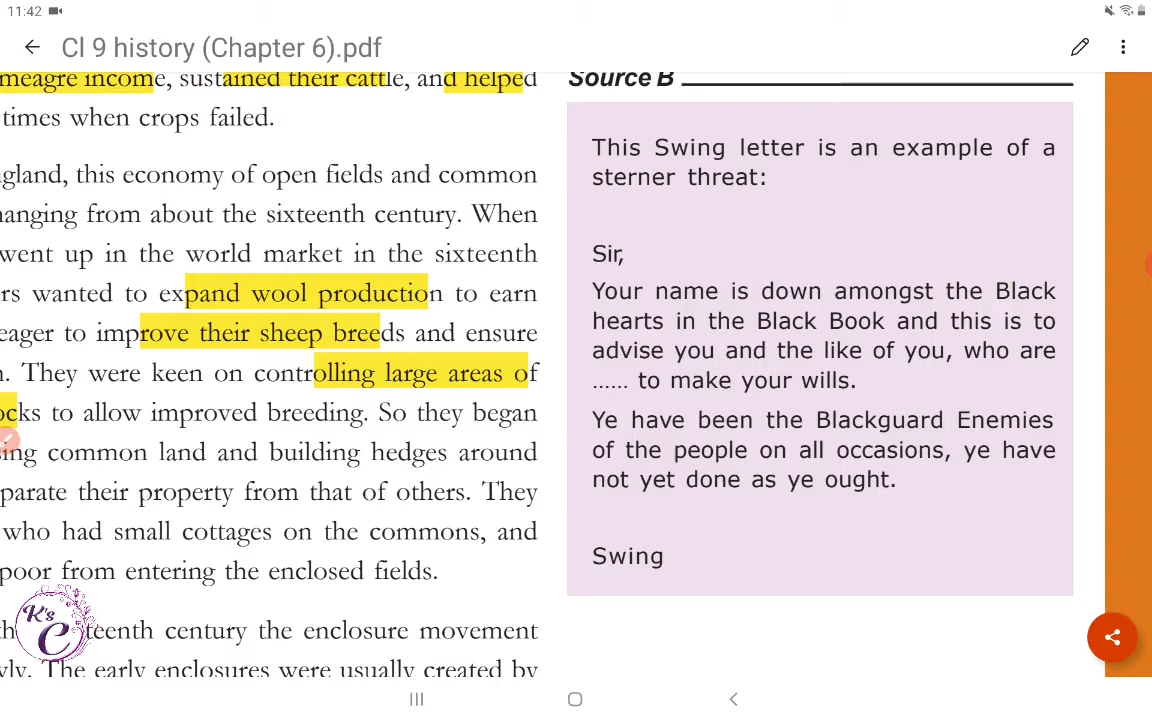 11:42
Cl 9 history (Chapter 6).pdf
meagre income, sustained their cattle, and helped
times when crops failed.
gland, this economy of open fields and common
hanging from about the sixteenth century. When
went up in the world market in the sixteenth
rs wanted to expand wool production to earn
eager to improve their sheep breeds and ensure
n. They were keen on controlling large areas of
ocks to allow improved breeding. So they began
sing common land and building hedges around
parate their property from that of others. They
who had small cottages on the commons, and
poor from entering the enclosed fields.
K's
C
th
teenth century the enclosure movement
wly. The early enclosures were usually created by
Source B
This Swing letter is an example of a
sterner threat:
Sir,
Your name is down amongst the Black
hearts in the Black Book and this is to
advise you and the like of you, who are
...... to make your wills.
Ye have been the Blackguard Enemies
of the people on all occasions, ye have
not yet done as ye ought.
Swing